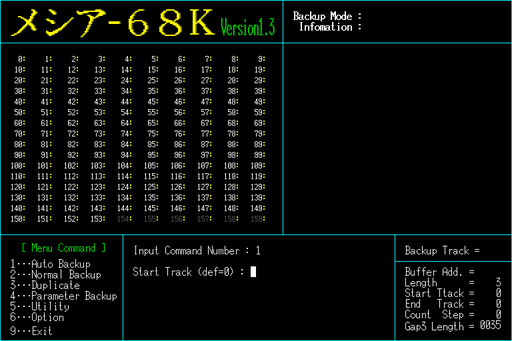 メシア-68K Version1.3
Backup Mode :
Infomation :
0: 1: 2: 3: 4: 5: 6: 7: 8: 9:
10: 11: 12: 13: 14: 15: 16: 17: 18: 19:
20: 21: 22: 23: 24: 25: 26: 27: 28: 29:
30: 31: 32: 33: 34: 35: 36: 37: 38: 39:
40: 41: 42: 43: 44: 45: 46: 47: 48: 49:
50: 51: 52: 53: 54: 55: 56: 57: 58: 59:
60: 61: 62: 63: 64: 65: 66: 67: 68: 69:
70: 71: 72: 73: 74: 75: 76: 77: 78: 79:
80: 81: 82: 83: 84: 85: 86: 87: 88: 89:
90: 91: 92: 93: 94: 95: 96: 97: 98: 99:
100: 101: 102: 103: 104: 105: 106: 107: 108: 109:
110: 111: 112: 113: 114: 115: 116: 117: 118: 119:
120: 121: 122: 123: 124: 125: 126: 127: 128: 129:
130: 131: 132: 133: 134: 135: 136: 137: 138: 139:
140: 141: 142: 143: 144: 145: 146: 147: 148: 149:
150: 151: 152: 153: 154: 155: 156: 157: 158: 159:
[ Menu Command ]
1···Auto Backup
2···Normal Backup
3···Duplicate
4···Parameter Backup
5···Utility
6···Option
9···Exit
Input Command Number : 1
Start Track (def=0) :
Backup Track =
Buffer Add. =
Length = 3
Start Ttack = 0
End Track = 0
Count Step = 0
Gap3 Length = 0035